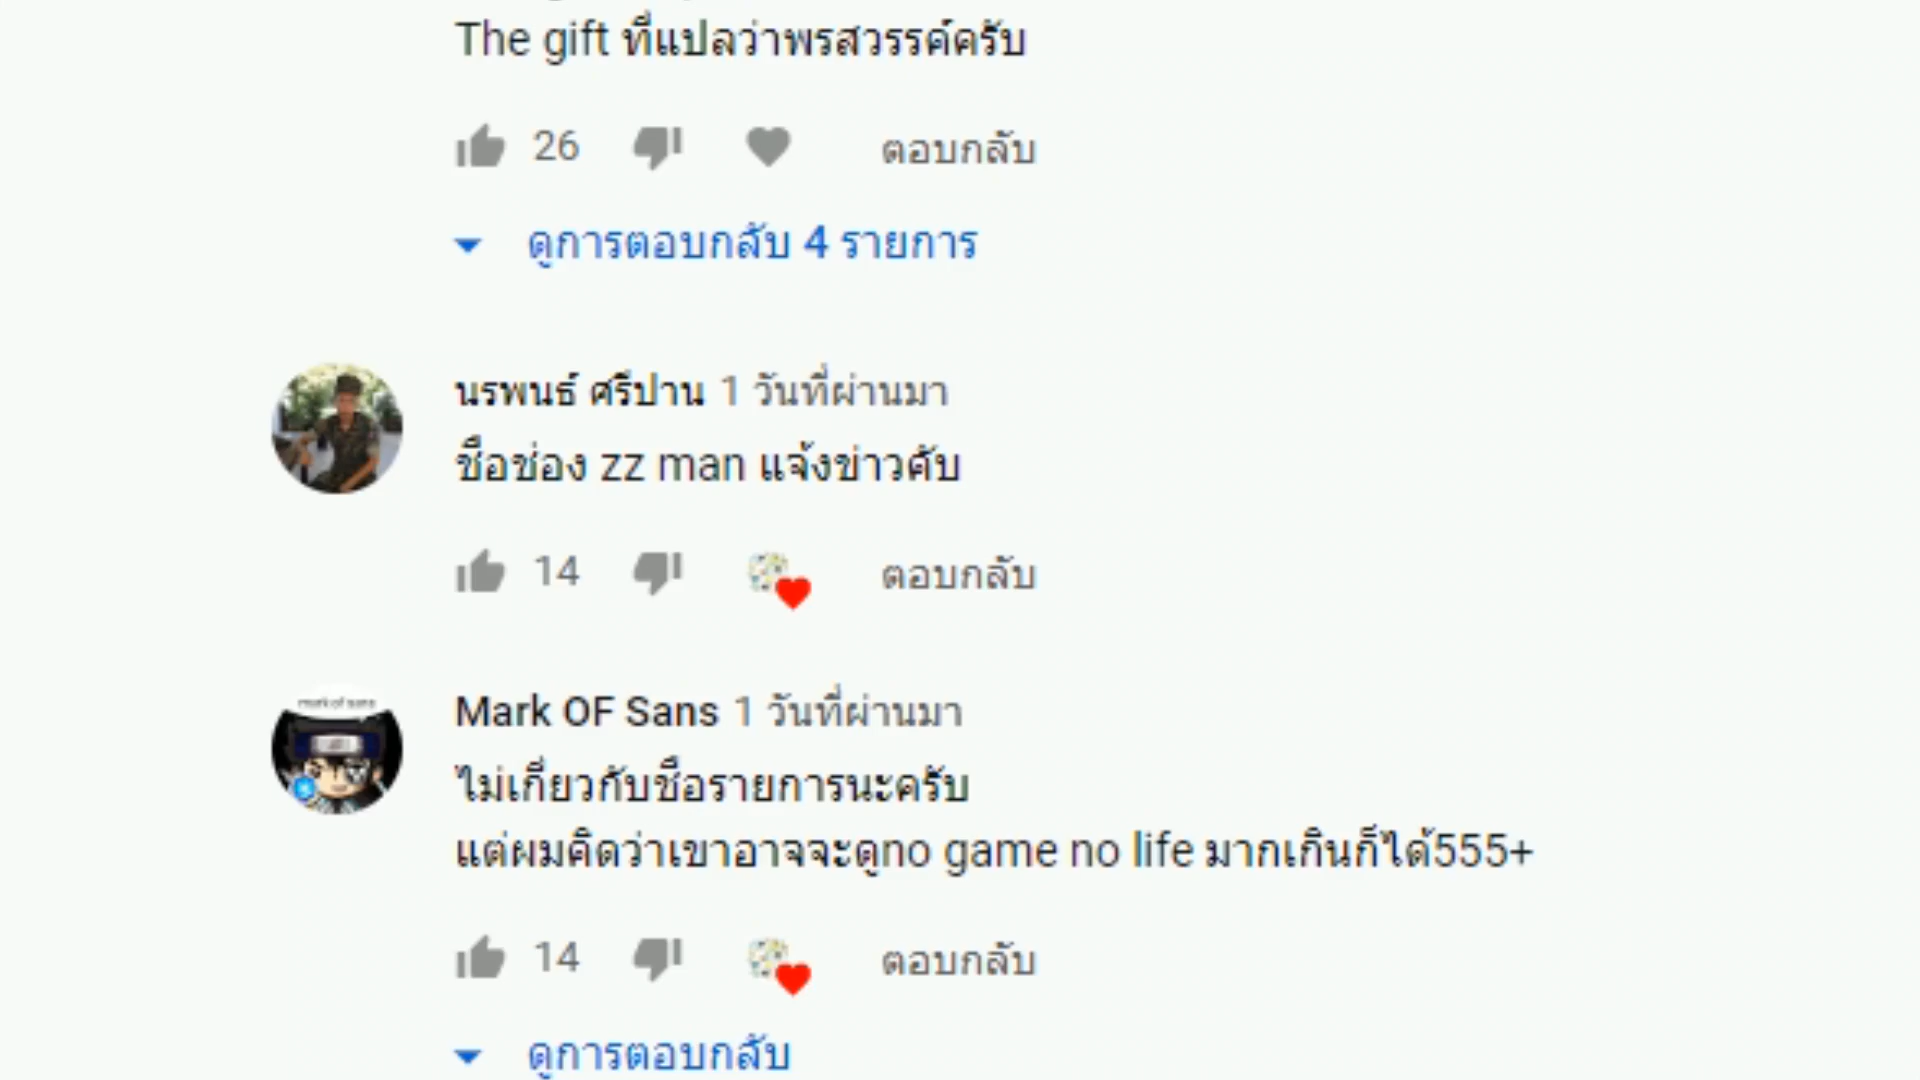 The gift ที่แปลว่าพรสวรรค์ครับ
26 ตอบกลับ
ดูการตอบกลับ 4 รายการ
นรพนธ์ ศรีปาน 1 วันที่ผ่านมา
ชื่อช่อง zz man แจ้งข่าวคับ
14 ตอบกลับ
mark of sans
Mark OF Sans 1 วันที่ผ่านมา
ไม่เกี่ยวกับชื่อรายการนะครับ
แต่ผมคิดว่าเขาอาจจะดูno game no life มากเกินก็ได้555+
14 ตอบกลับ
ดูการตอบกลับ